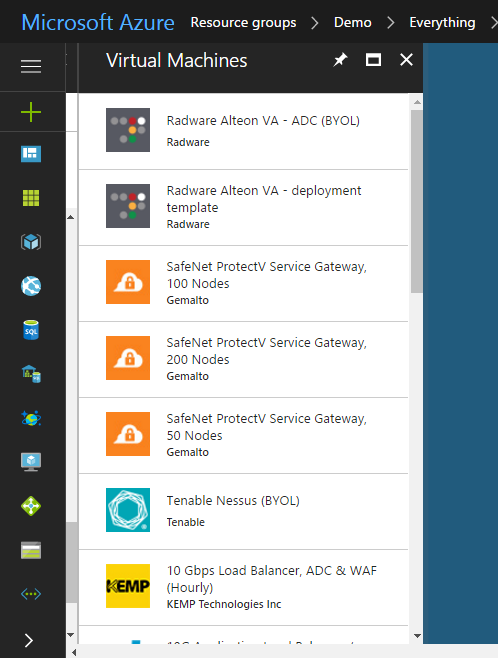 Microsoft Azure Resource groups Demo Everything
Virtual Machines
Radware Alteon VA - ADC (BYOL)
Radware
Radware Alteon VA - deployment
template
Radware
SafeNet ProtectV Service Gateway,
100 Nodes
Gemalto
SafeNet ProtectV Service Gateway,
200 Nodes
Gemalto
SafeNet ProtectV Service Gateway,
50 Nodes
Gemalto
SQL
Tenable Nessus (BYOL)
Tenable
10 Gbps Load Balancer, ADC & WAF
(Hourly)
KEMP
KEMP Technologies Inc